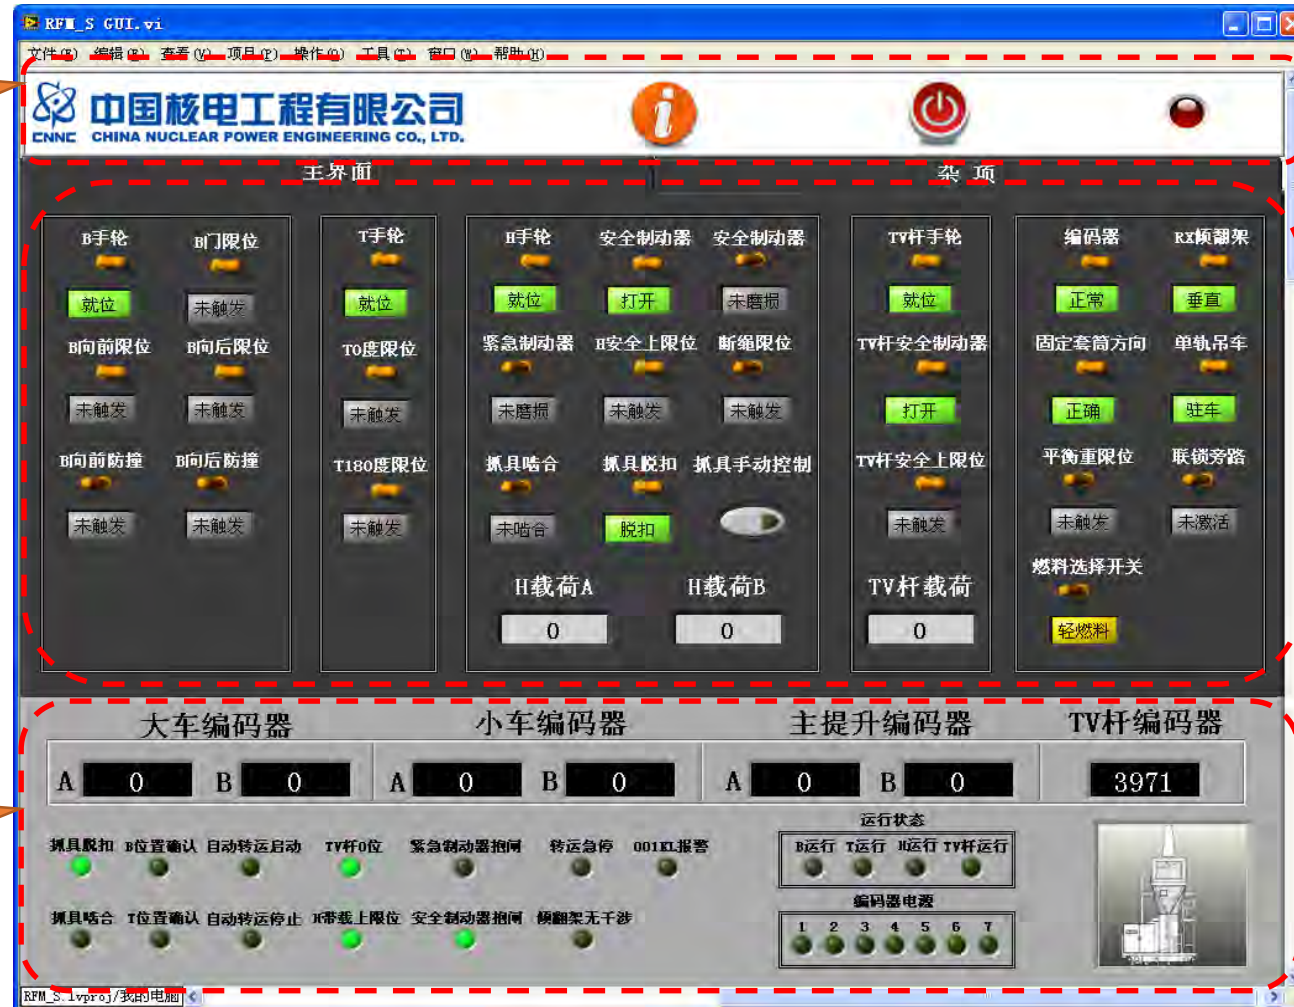 RFM_S GUI.vi
文件(F) 编辑(E) 查看(V) 项目(P) 操作(O) 工具(T) 窗口(W) 帮助(H)
中国核电工程有限公司
CNNC CHINA NUCLEAR POWER ENGINEERING CO., LTD.
主界面 杂 项
B手轮 B门限位 T手轮 H手轮 安全制动器 安全制动器 TV杆手轮 编码器 RX倾翻架
就位 未触发 就位 就位 打开 未磨损 就位 正常 垂直
B向前限位 B向后限位 T0度限位 紧急制动器 H安全上限位 断绳限位 TV杆安全制动器 固定套筒方向 单轨吊车
未触发 未触发 未触发 未磨损 未触发 未触发 打开 正确 驻车
B向前防撞 B向后防撞 T180度限位 抓具啮合 抓具脱扣 抓具手动控制 TV杆安全上限位 平衡重限位 联锁旁路
未触发 未触发 未触发 未啮合 脱扣 未触发 未触发 未激活
H载荷A H载荷B TV杆载荷 燃料选择开关
0 0 0 轻燃料
大车编码器 小车编码器 主提升编码器 TV杆编码器
A 0 B 0 A 0 B 0 A 0 B 0 3971
运行状态
抓具脱扣 B位置确认 自动转运启动 TV杆0位 紧急制动器抱闸 转运急停 001KL报警 B运行 T运行 H运行 TV杆运行
编码器电源
抓具啮合 T位置确认 自动转运停止 H带载上限位 安全制动器抱闸 倾翻架无干涉 1 2 3 4 5 6 7
RFM_S.lvproj/我的电脑